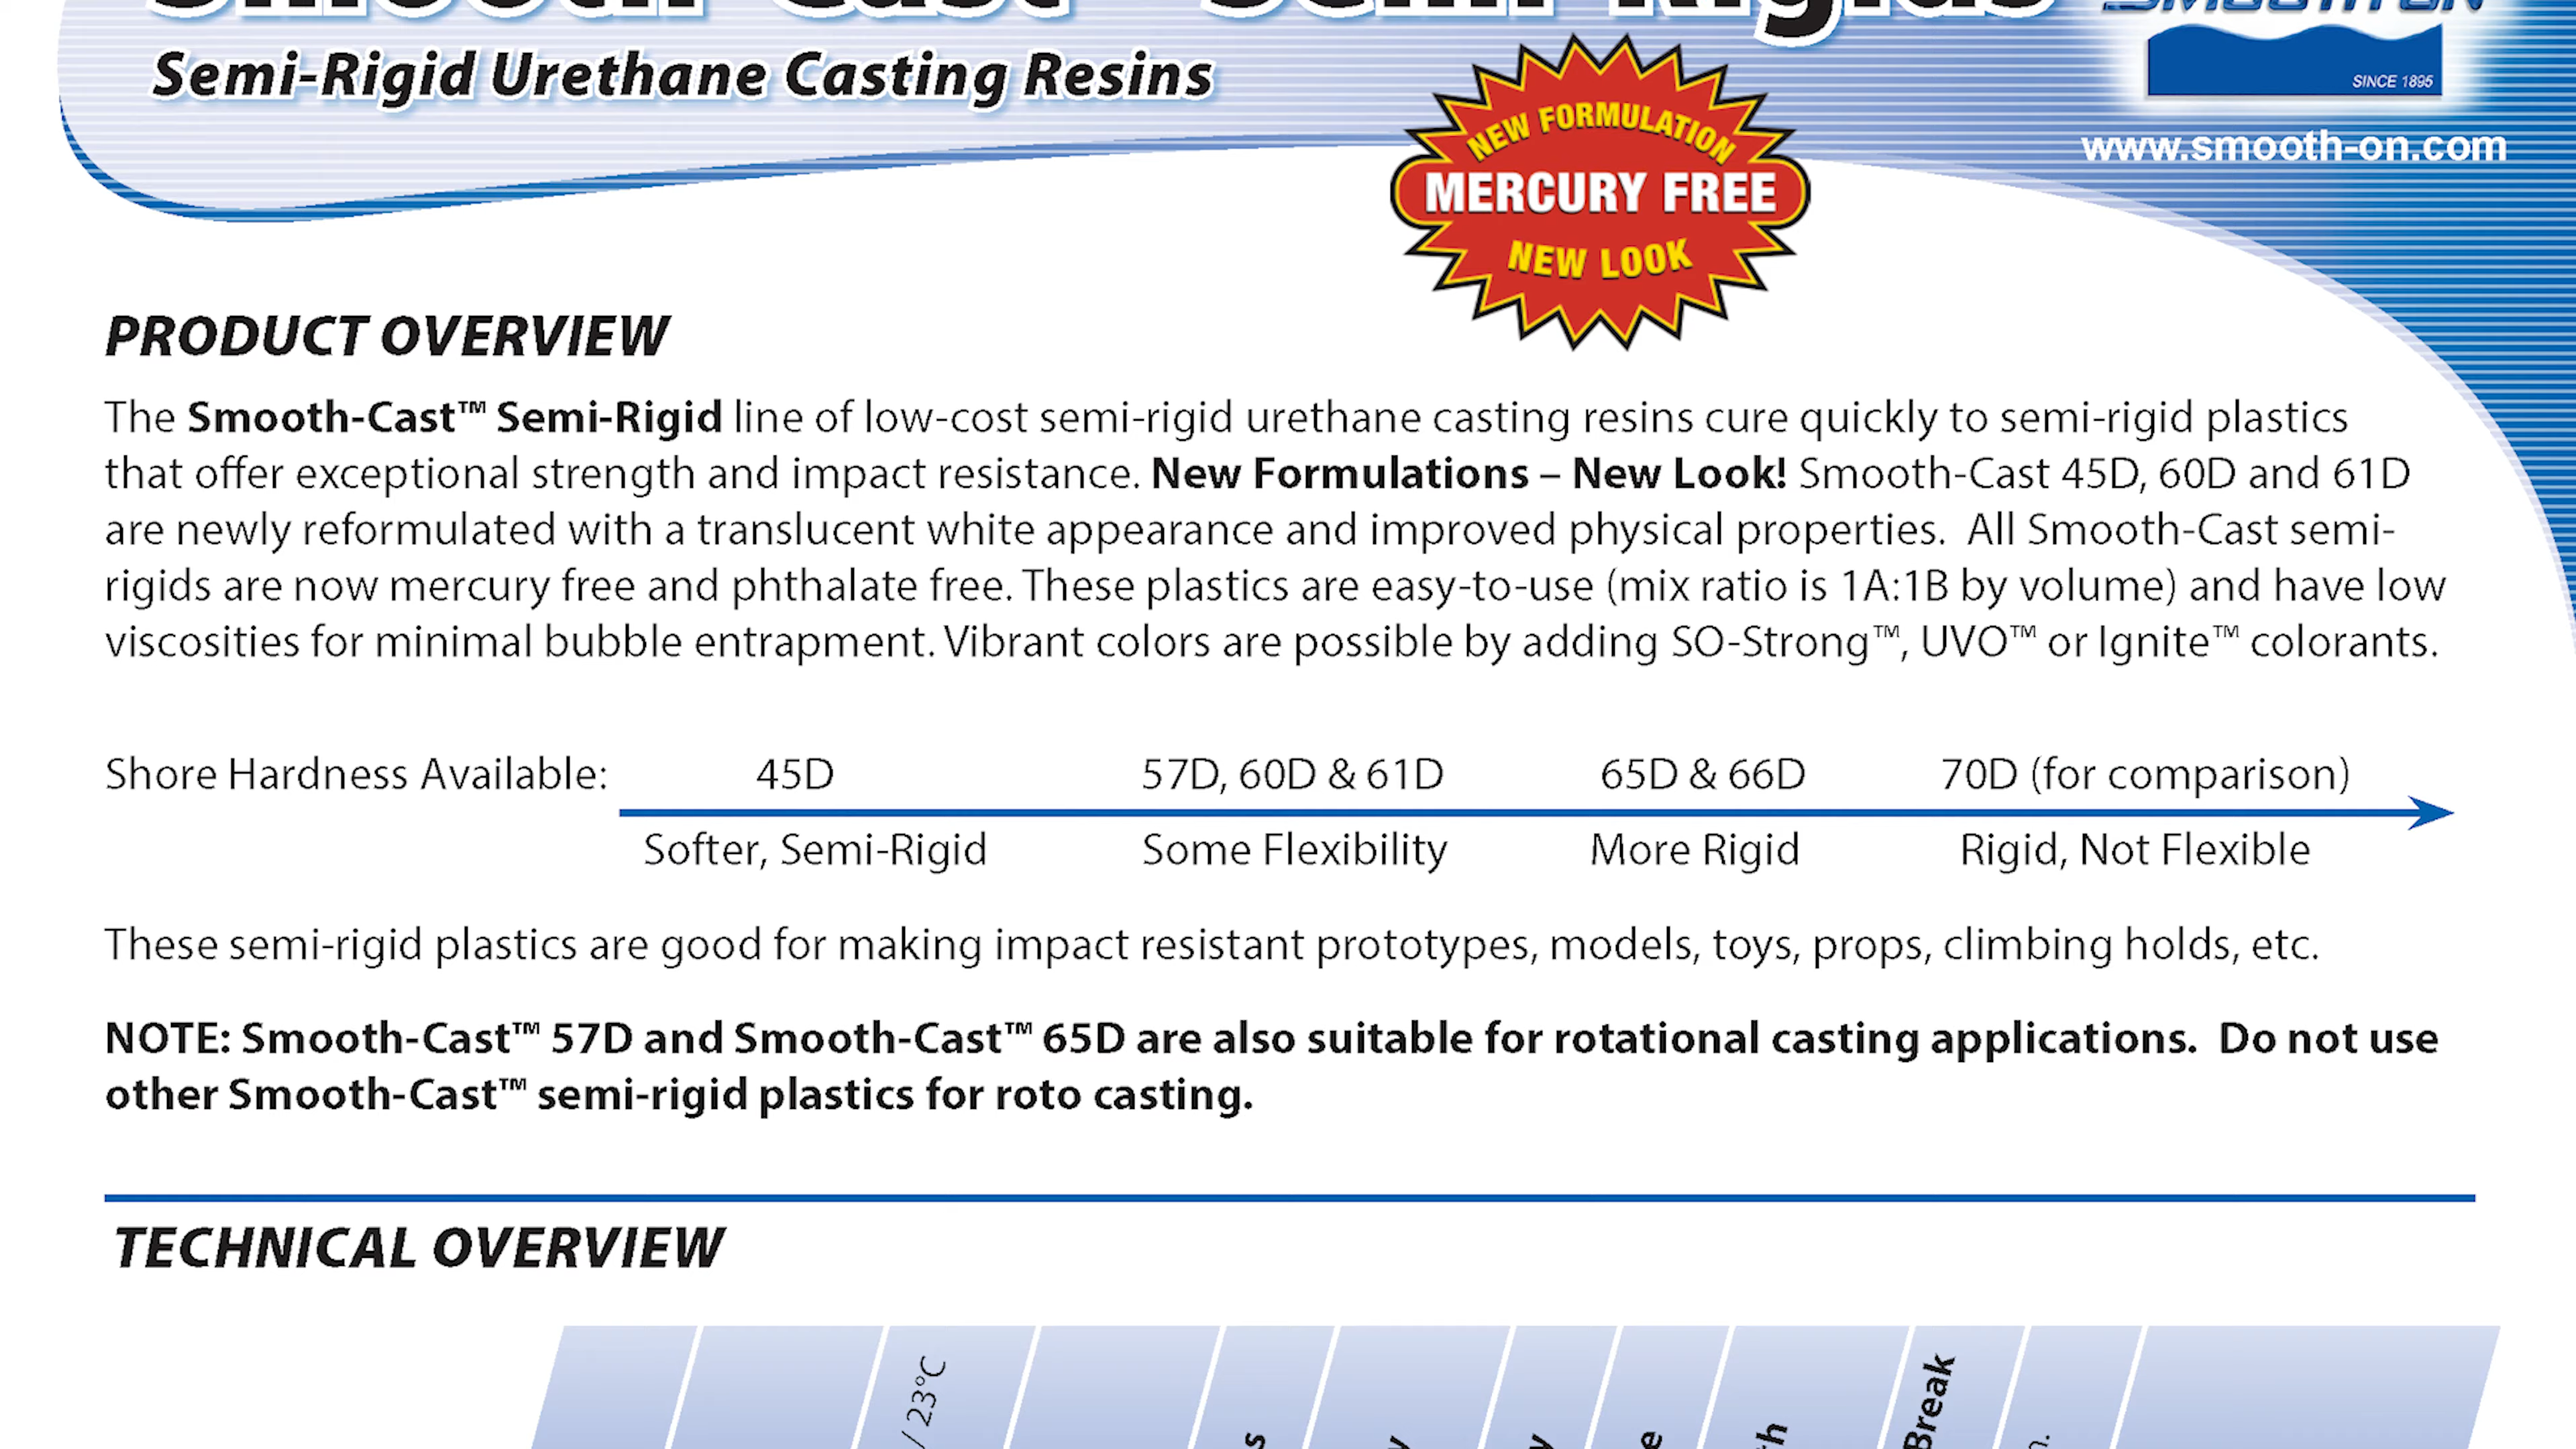 Smooth-Cast™ Semi-Rigids
SMOOTH-ON
Semi-Rigid Urethane Casting Resins
SINCE 1895
www.smooth-on.com
NEW FORMULATION
MERCURY FREE
NEW LOOK
PRODUCT OVERVIEW
The Smooth-Cast™ Semi-Rigid line of low-cost semi-rigid urethane casting resins cure quickly to semi-rigid plastics
that offer exceptional strength and impact resistance. New Formulations – New Look! Smooth-Cast 45D, 60D and 61D
are newly reformulated with a translucent white appearance and improved physical properties.  All Smooth-Cast semi-
rigids are now mercury free and phthalate free. These plastics are easy-to-use (mix ratio is 1A:1B by volume) and have low
viscosities for minimal bubble entrapment. Vibrant colors are possible by adding SO-Strong™, UVO™ or Ignite™ colorants.
Shore Hardness Available: 45D 57D, 60D & 61D 65D & 66D 70D (for comparison)
Softer, Semi-Rigid Some Flexibility More Rigid Rigid, Not Flexible
These semi-rigid plastics are good for making impact resistant prototypes, models, toys, props, climbing holds, etc.
NOTE: Smooth-Cast™ 57D and Smooth-Cast™ 65D are also suitable for rotational casting applications.  Do not use
other Smooth-Cast™ semi-rigid plastics for roto casting.
TECHNICAL OVERVIEW
/ 23°C
Break